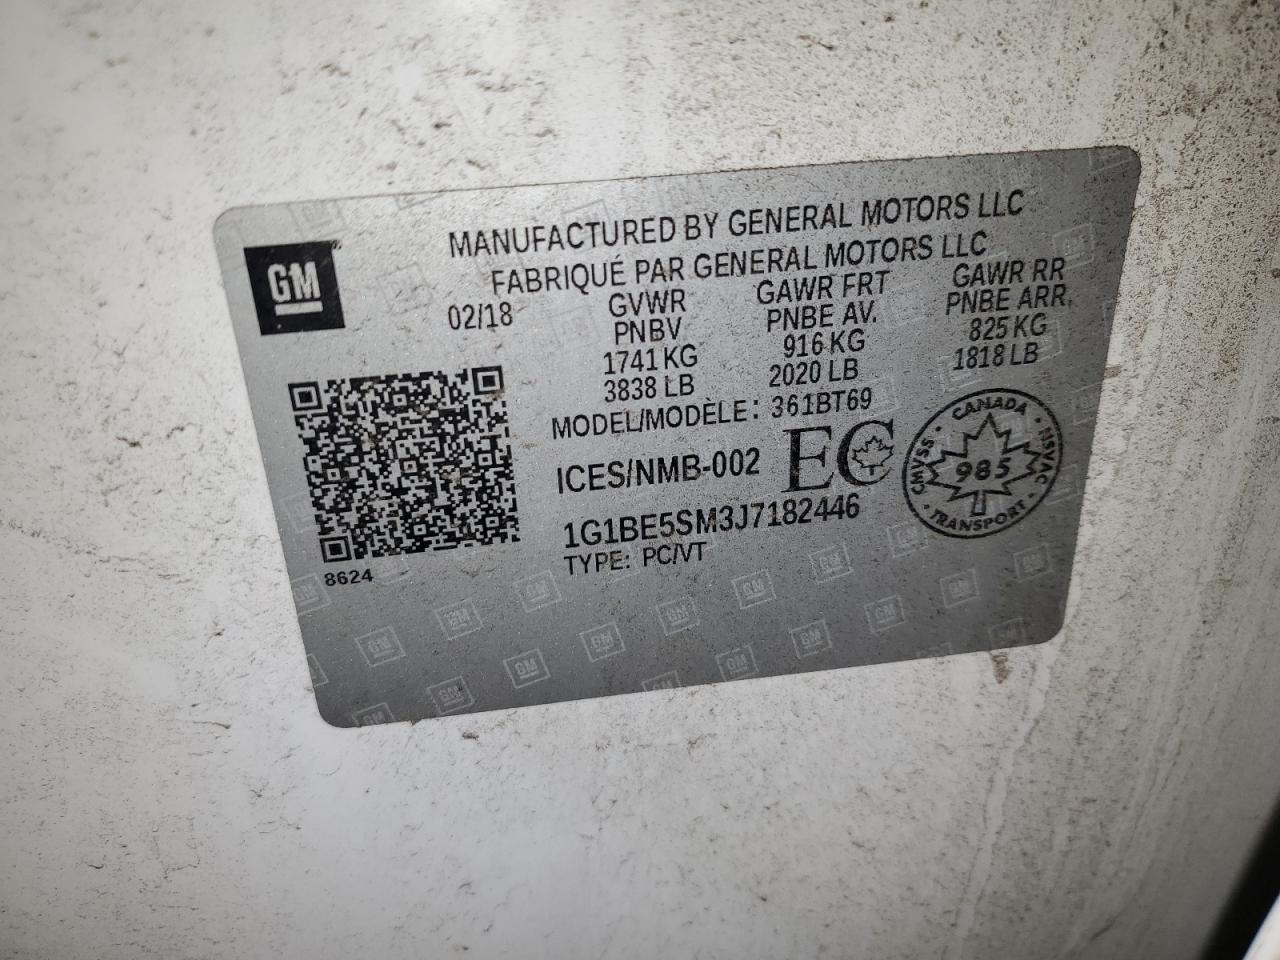 MANUFACTURED BY GENERAL MOTORS LLC
FABRIQUÉ PAR GENERAL MOTORS LLC
GM
02/18
GVWR
PNBV
1741 KG
3838 LB
GAWR FRT
PNBE AV.
916 KG
2020 LB
GAWR RR
PNBE ARR.
825 KG
1818 LB
MODEL/MODÈLE: 361BT69
ICES/NMB-002
EC
1G1BE5SM3J7182446
TYPE: PC/VT
8624
CANADA
CMVSS
985
NSVAC
TRANSPORT